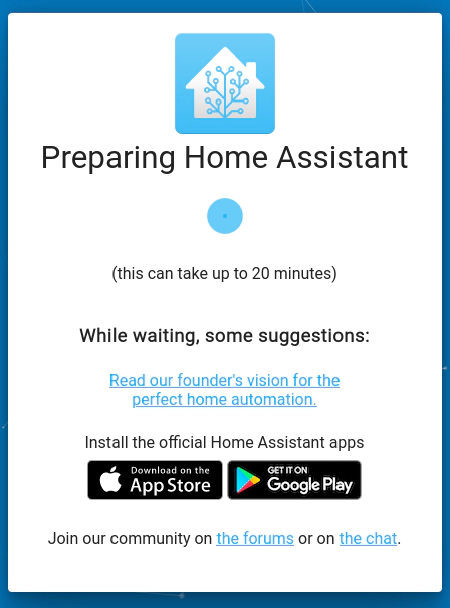 Preparing Home Assistant
(this can take up to 20 minutes)
While waiting, some suggestions:
Read our founder's vision for the
perfect home automation.
Install the official Home Assistant apps
Download on the
App Store
GET IT ON
Google Play
Join our community on the forums or on the chat.